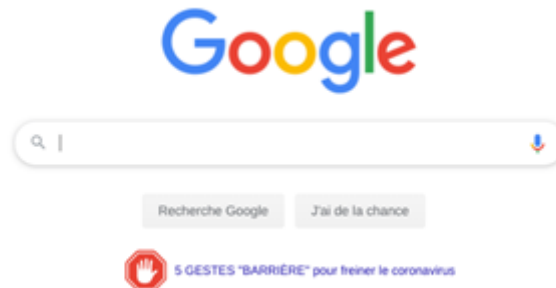 Google
Recherche Google
J'ai de la chance
5 GESTES "BARRIÈRE" pour freiner le coronavirus